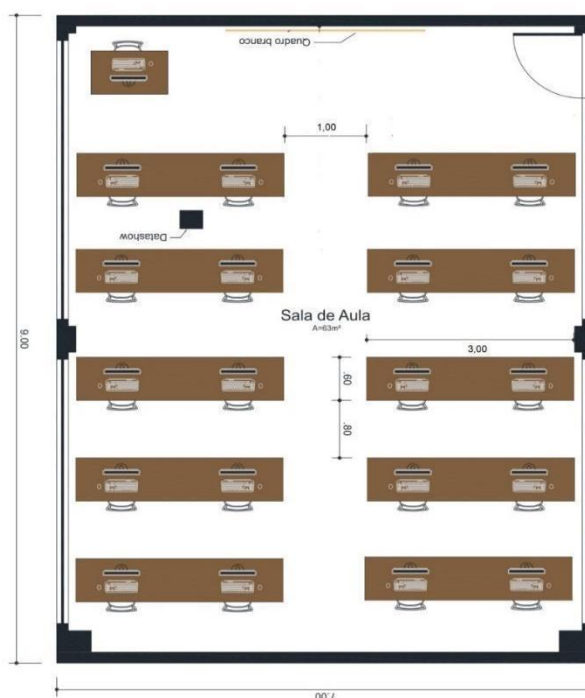 Quadro branco
1,00
Datashow
Sala de Aula
A=63m²
9,00
3,00
,60
,80
7,00